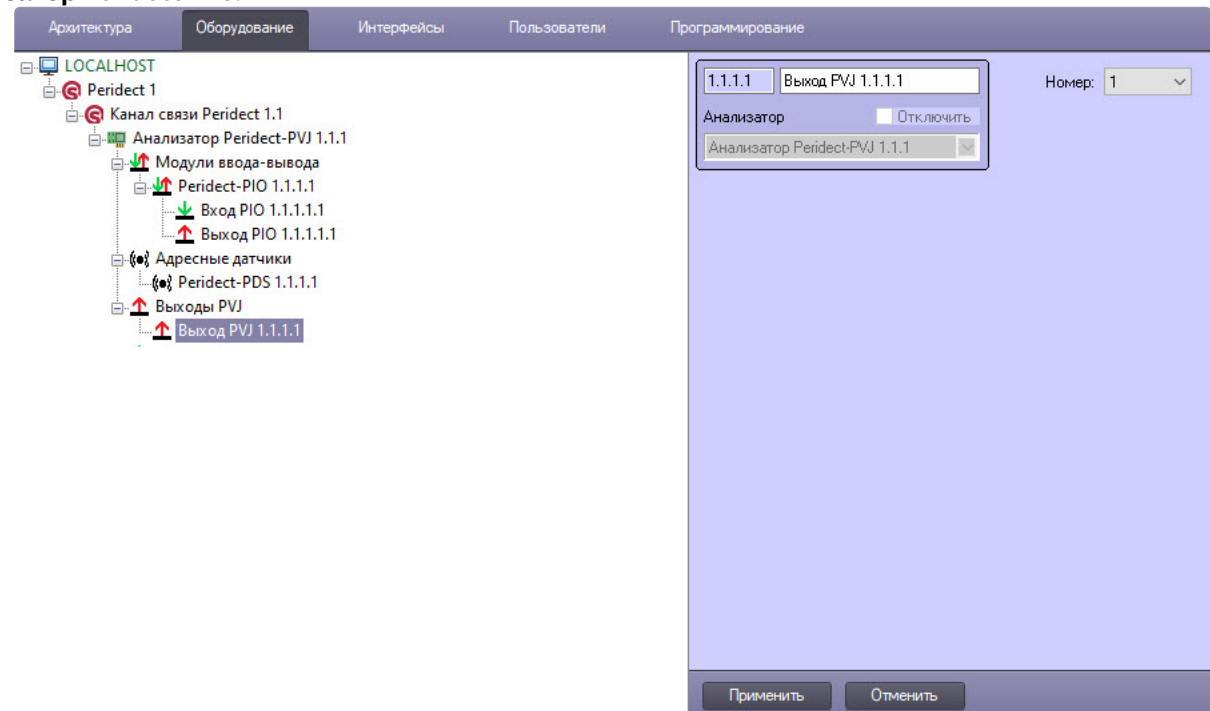 Архитектура Оборудование Интерфейсы Пользователи Программирование
LOCALHOST
Peridect 1
Канал связи Peridect 1.1
Анализатор Peridect-PVJ 1.1.1
Модули ввода-вывода
Peridect-PIO 1.1.1.1
Вход PIO 1.1.1.1.1
Выход PIO 1.1.1.1.1
Адресные датчики
Peridect-PDS 1.1.1.1
Выходы PVJ
Выход PVJ 1.1.1.1
1.1.1.1 Выход PVJ 1.1.1.1 Номер: 1
Анализатор Отключить
Анализатор Peridect-PVJ 1.1.1
Применить Отменить